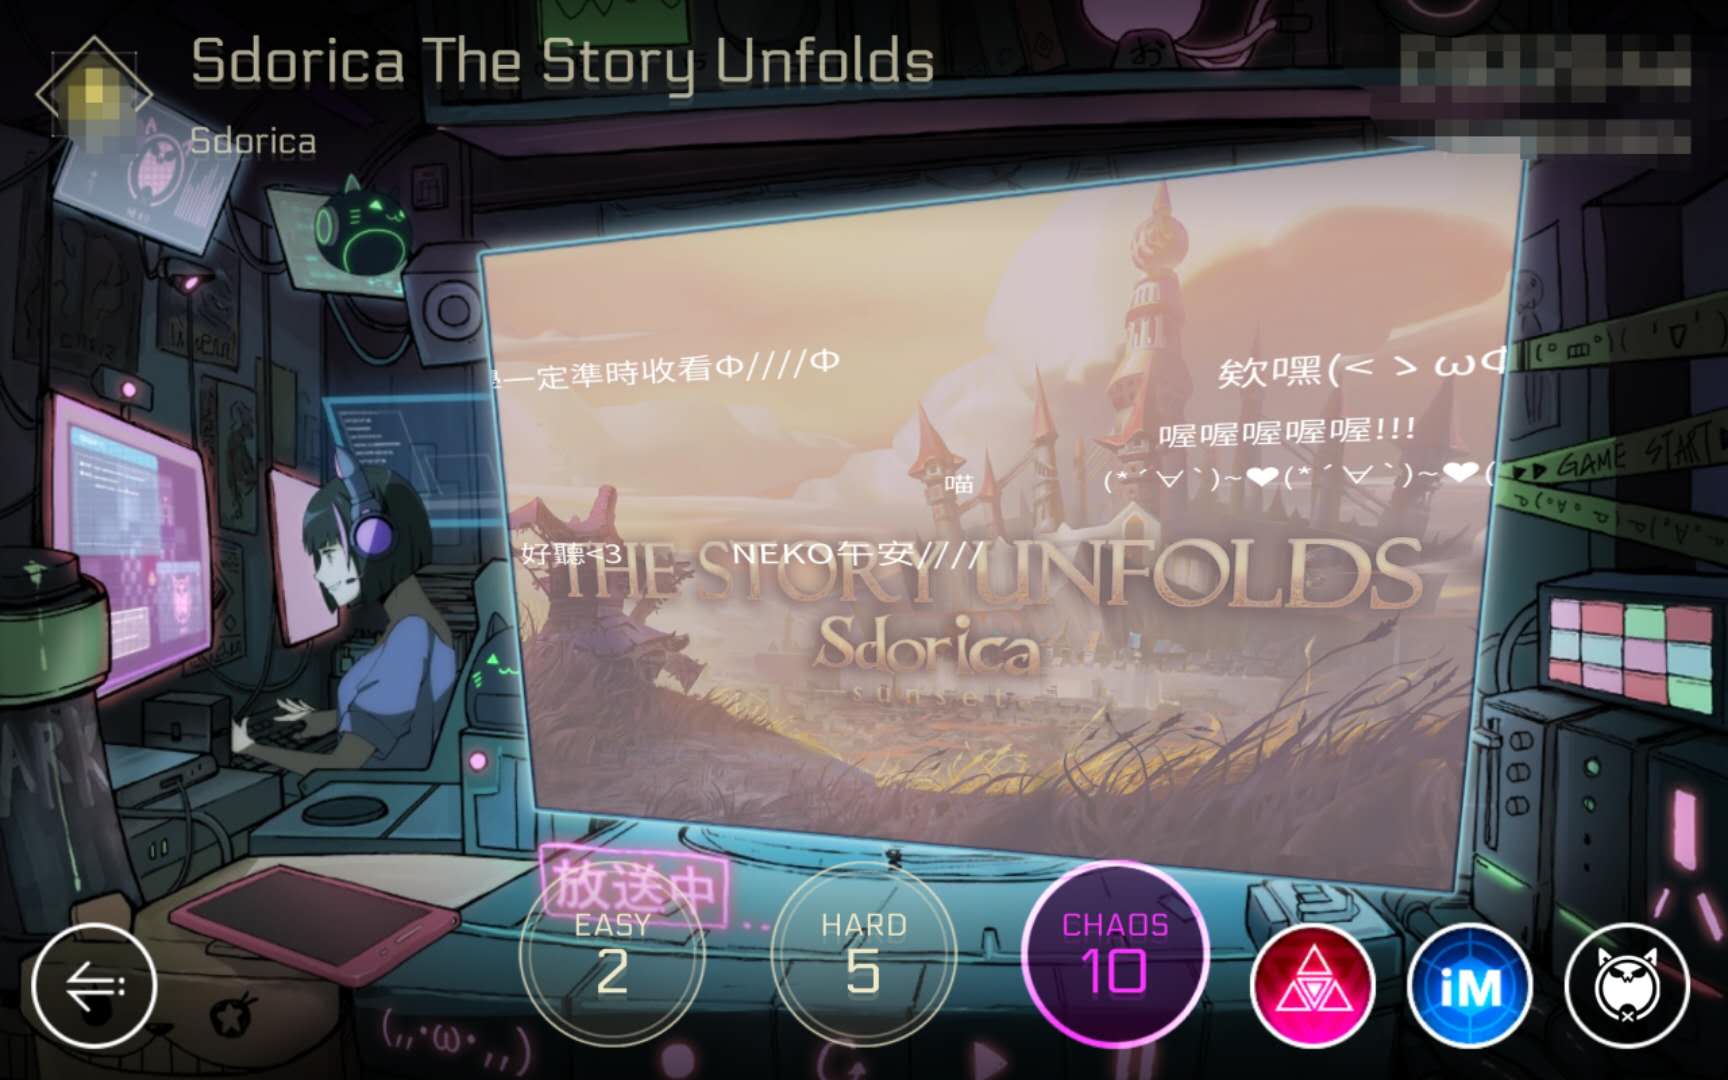 Sdorica The Story Unfolds
Sdorica
一定準時收看Φ////Φ
欸嘿(< > ω
喔喔喔喔喔!!!
喵
(*ˊ∀ˋ)~❤(*ˊ∀ˋ)~❤(
好聽<3
NEKO午安////
THE STORY UNFOLDS
Sdorica
sunset
GAME START
放送中
EASY
2
HARD
5
CHAOS
10
iM
(,,·ω·,,)